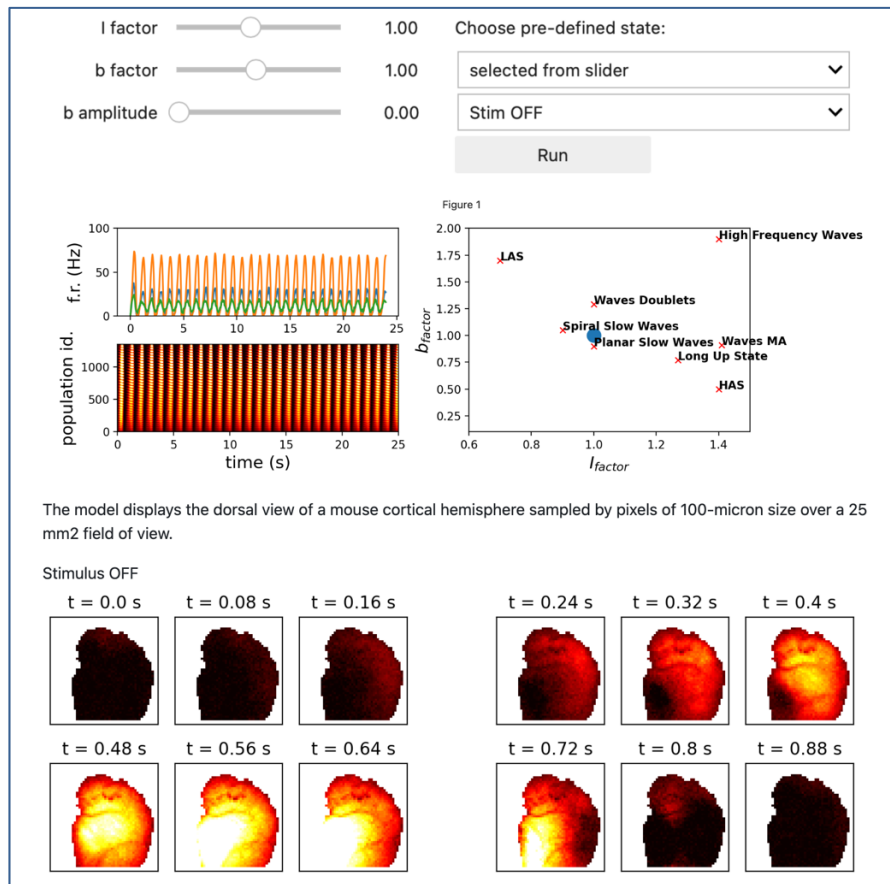 I factor 1.00 Choose pre-defined state:
b factor 1.00 selected from slider
b amplitude 0.00 Stim OFF
Run
Figure 1
f.r. (Hz)
100
50
0
0 5 10 15 20 25
population id.
1000
500
0
0 5 10 15 20 25
time (s)
b_factor
2.00
1.75
1.50
1.25
1.00
0.75
0.50
0.25
High Frequency Waves
LAS
Waves Doublets
Spiral Slow Waves
Planar Slow Waves
Waves MA
Long Up State
HAS
0.6 0.8 1.0 1.2 1.4
I_factor
The model displays the dorsal view of a mouse cortical hemisphere sampled by pixels of 100-micron size over a 25
mm2 field of view.
Stimulus OFF
t = 0.0 s t = 0.08 s t = 0.16 s t = 0.24 s t = 0.32 s t = 0.4 s
t = 0.48 s t = 0.56 s t = 0.64 s t = 0.72 s t = 0.8 s t = 0.88 s